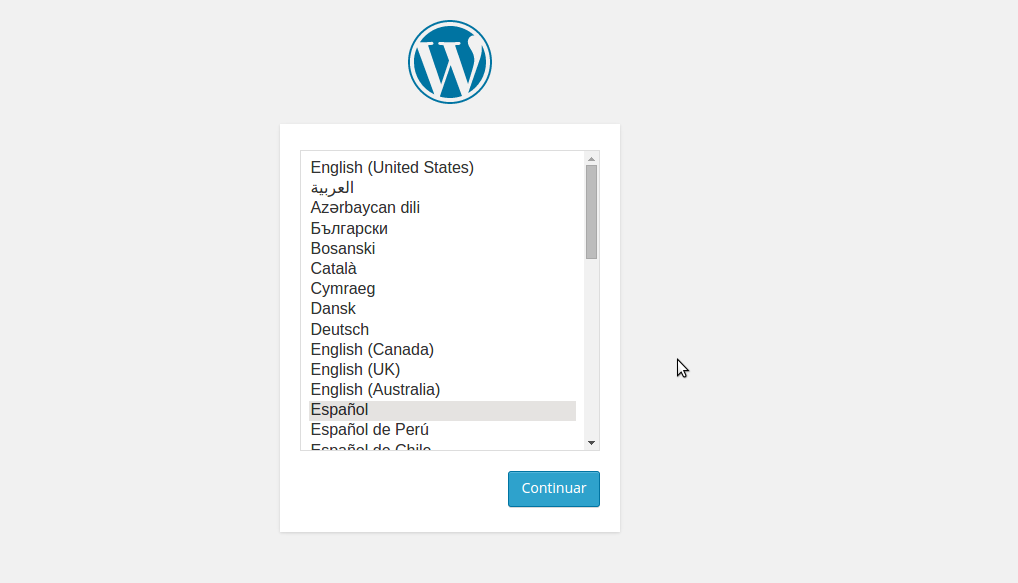 English (United States)
العربية
Azərbaycan dili
Български
Bosanski
Català
Cymraeg
Dansk
Deutsch
English (Canada)
English (UK)
English (Australia)
Español
Español de Perú
Español de Chile
Continuar